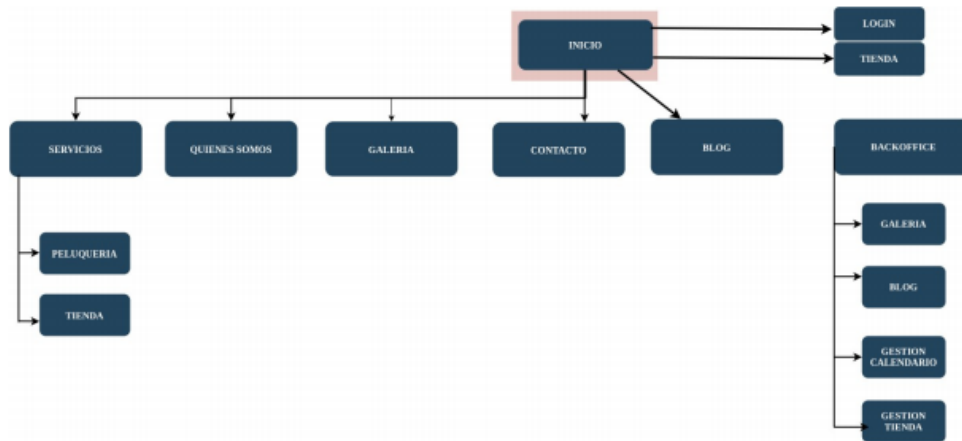 INICIO
LOGIN
TIENDA
SERVICIOS
QUIENES SOMOS
GALERIA
CONTACTO
BLOG
BACKOFFICE
PELUQUERIA
TIENDA
GALERIA
BLOG
GESTION
CALENDARIO
GESTION
TIENDA